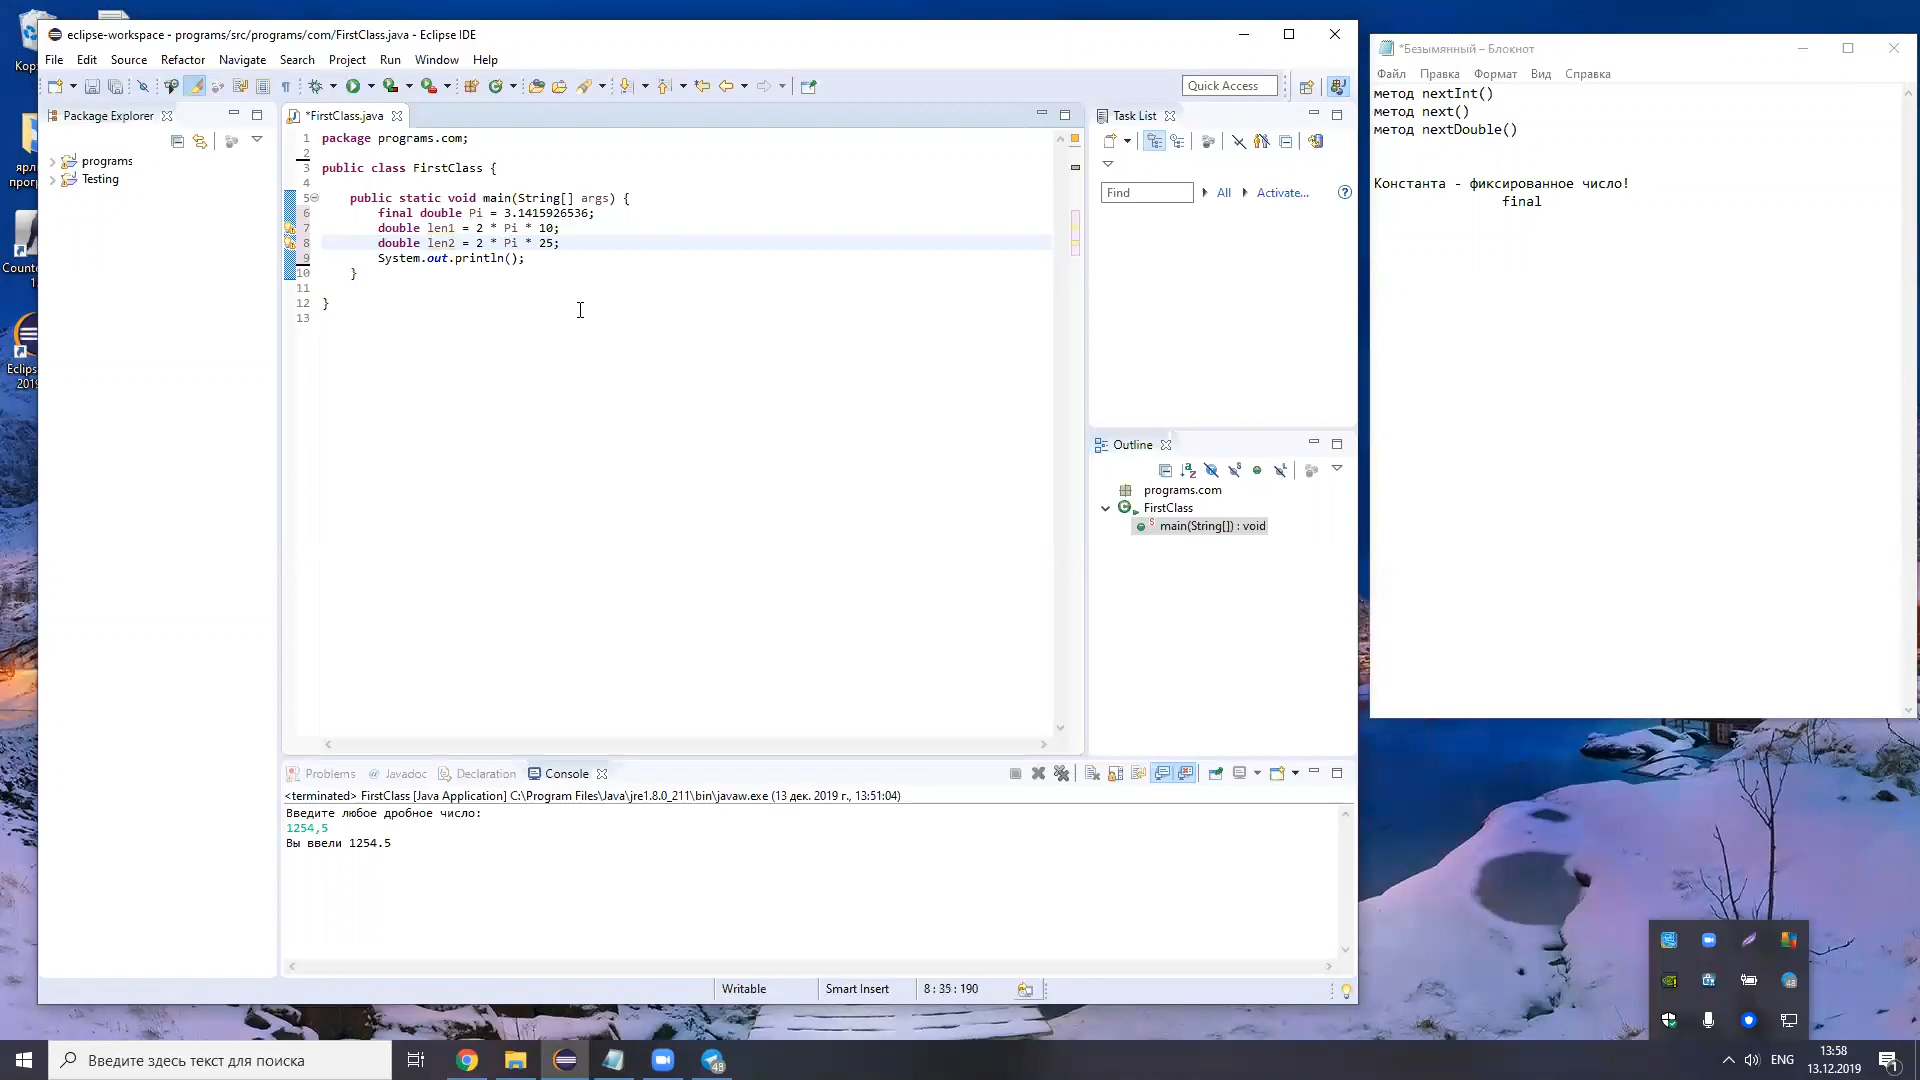 eclipse-workspace - programs/src/programs/com/FirstClass.java - Eclipse IDE
File Edit Source Refactor Navigate Search Project Run Window Help
Quick Access
Package Explorer
programs
Testing
*FirstClass.java
1 package programs.com;
2
3 public class FirstClass {
4
5 public static void main(String[] args) {
6 final double Pi = 3.1415926536;
7 double len1 = 2 * Pi * 10;
8 double len2 = 2 * Pi * 25;
9 System.out.println();
10 }
11
12 }
13
Task List
Find All Activate...
Outline
programs.com
FirstClass
main(String[]) : void
Problems Javadoc Declaration Console
<terminated> FirstClass [Java Application] C:\Program Files\Java\jre1.8.0_211\bin\javaw.exe (13 дек. 2019 г., 13:51:04)
Введите любое дробное число:
1254,5
Вы ввели 1254.5
Writable Smart Insert 8 : 35 : 190
*Безымянный – Блокнот
Файл Правка Формат Вид Справка
метод nextInt()
метод next()
метод nextDouble()
Константа - фиксированное число!
final
Введите здесь текст для поиска
48
ENG
13:58
13.12.2019
1